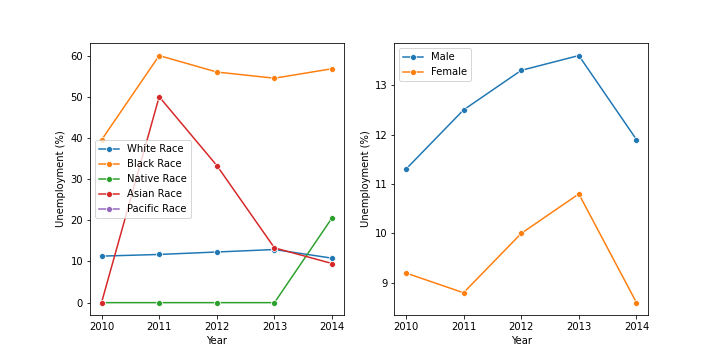 60
50
40
30
20
10
0
Unemployment (%)
White Race
Black Race
Native Race
Asian Race
Pacific Race
2010 2011 2012 2013 2014
Year
13
12
11
10
9
Unemployment (%)
Male
Female
2010 2011 2012 2013 2014
Year